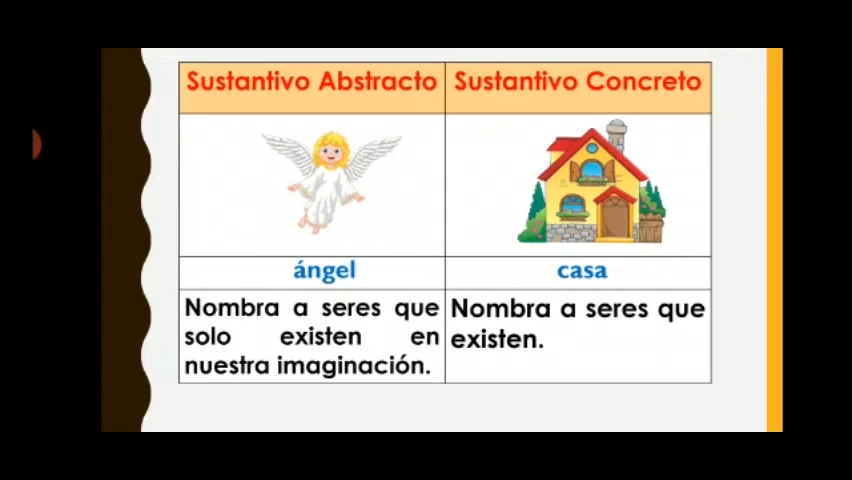 Sustantivo Abstracto
Sustantivo Concreto
ángel
casa
Nombra a seres que
solo existen en
nuestra imaginación.
Nombra a seres que
existen.